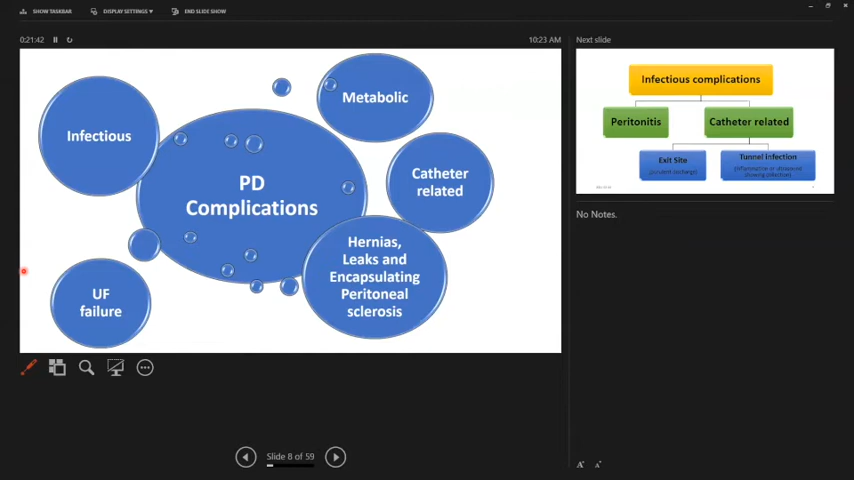 SHOW TASKBAR
DISPLAY SETTINGS
END SLIDE SHOW
0:21:42
10:23 AM
Next slide
Infectious
Metabolic
PD
Complications
Catheter
related
Hernias,
Leaks and
Encapsulating
Peritoneal
sclerosis
UF
failure
Infectious complications
Peritonitis
Catheter related
Exit Site
Tunnel infection
No Notes.
Slide 8 of 59
A
A